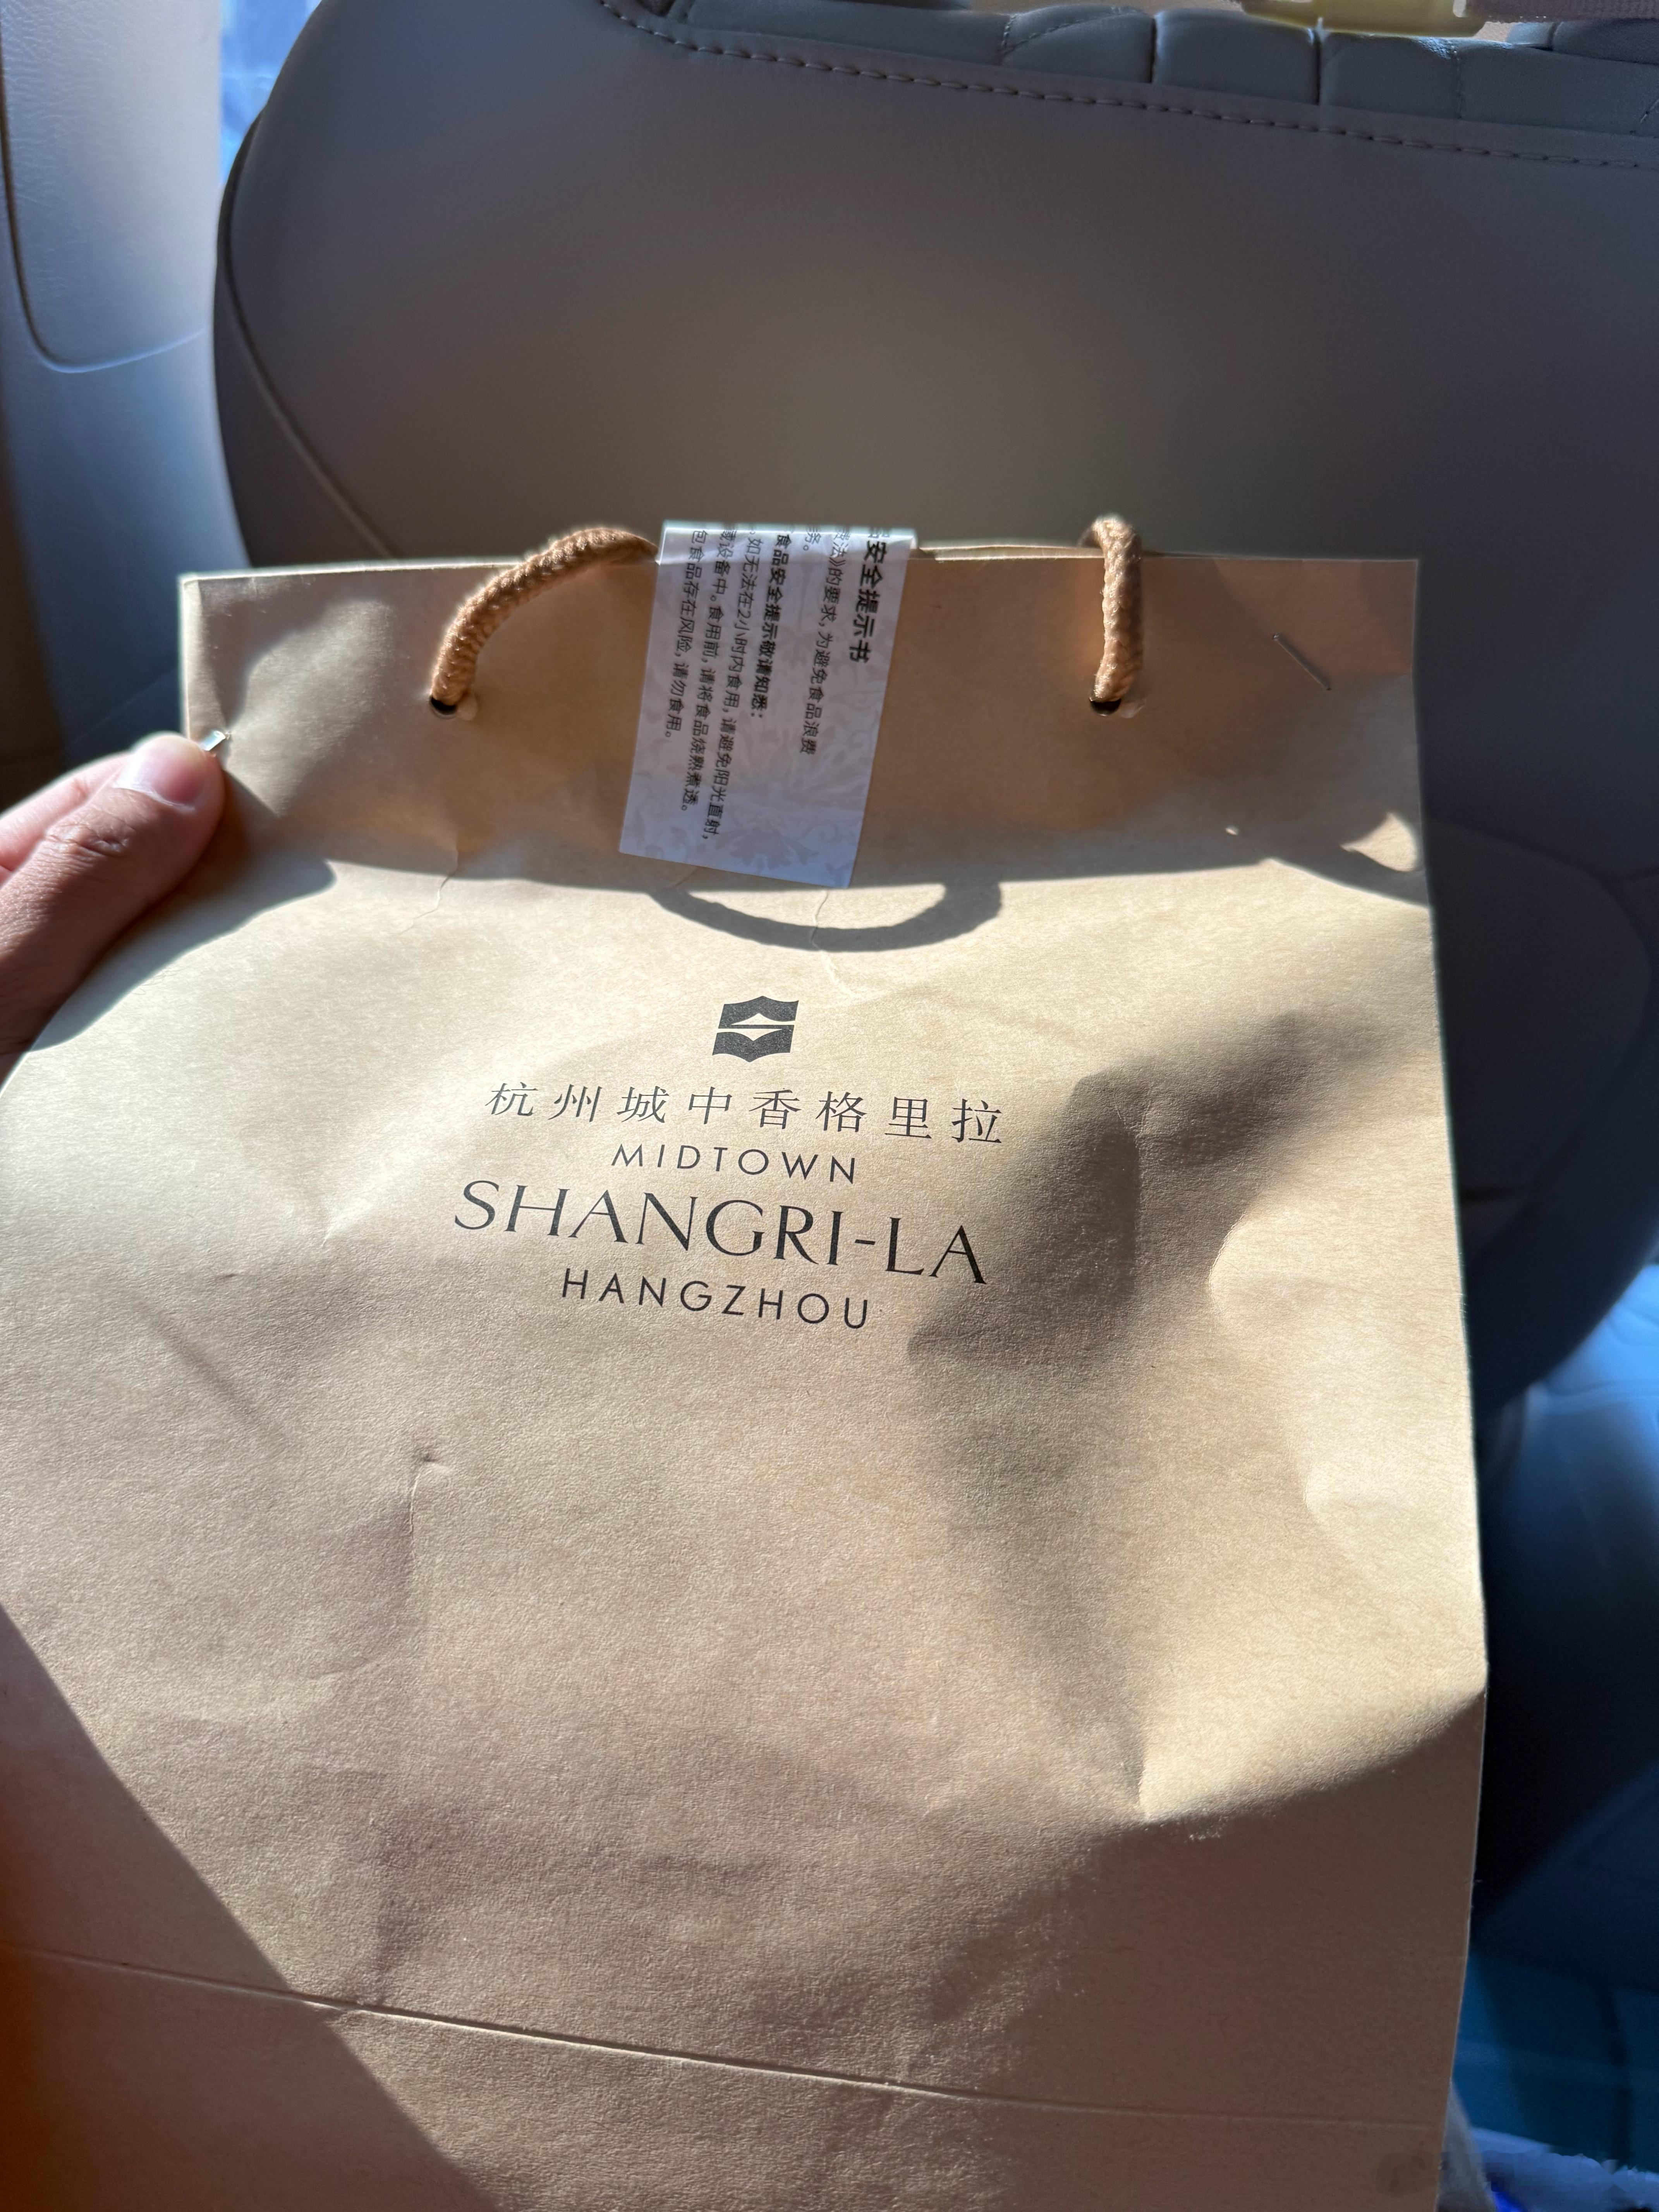 杭州城中香格里拉
MIDTOWN
SHANGRI-LA
HANGZHOU
安全提示书
法》的要求，为避免食品浪费
务。
食品安全提示敬请知悉：
如无法在2小时内食用，请避免阳光直射，
设备中。食用前，请将食品烧熟煮透。
包食品存在风险，请勿食用。